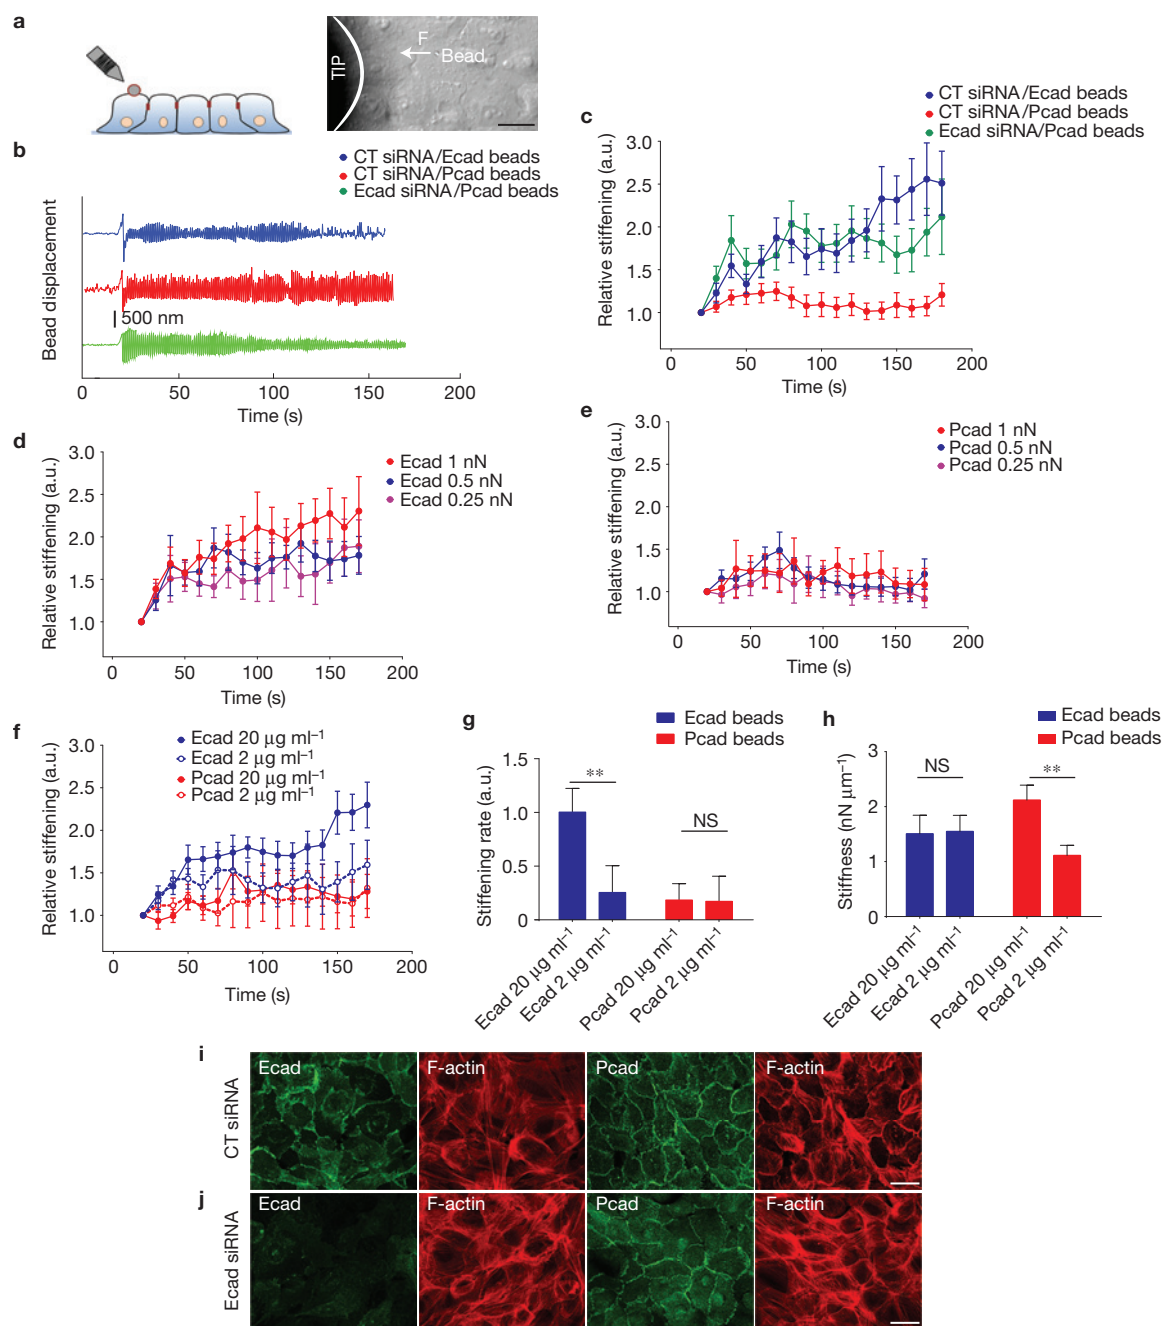 a
TIP
F
Bead
b
CT siRNA/Ecad beads
CT siRNA/Pcad beads
Ecad siRNA/Pcad beads
Bead displacement
500 nm
0
50
100
150
200
Time (s)
c
CT siRNA/Ecad beads
CT siRNA/Pcad beads
Ecad siRNA/Pcad beads
Relative stiffening (a.u.)
3.0
2.5
2.0
1.5
1.0
0
50
100
150
200
Time (s)
d
Ecad 1 nN
Ecad 0.5 nN
Ecad 0.25 nN
Relative stiffening (a.u.)
3.0
2.5
2.0
1.5
1.0
0
50
100
150
200
Time (s)
e
Pcad 1 nN
Pcad 0.5 nN
Pcad 0.25 nN
Relative stiffening (a.u.)
3.0
2.5
2.0
1.5
1.0
0
50
100
150
200
Time (s)
f
Ecad 20 μg ml⁻¹
Ecad 2 μg ml⁻¹
Pcad 20 μg ml⁻¹
Pcad 2 μg ml⁻¹
Relative stiffening (a.u.)
3.0
2.5
2.0
1.5
1.0
0
50
100
150
200
Time (s)
g
Ecad beads
Pcad beads
Stiffening rate (a.u.)
1.5
1.0
0.5
0
**
NS
Ecad 20 μg ml⁻¹
Ecad 2 μg ml⁻¹
Pcad 20 μg ml⁻¹
Pcad 2 μg ml⁻¹
h
Ecad beads
Pcad beads
Stiffness (nN μm⁻¹)
3
2
1
0
NS
**
Ecad 20 μg ml⁻¹
Ecad 2 μg ml⁻¹
Pcad 20 μg ml⁻¹
Pcad 2 μg ml⁻¹
i
CT siRNA
Ecad
F-actin
Pcad
F-actin
j
Ecad siRNA
Ecad
F-actin
Pcad
F-actin